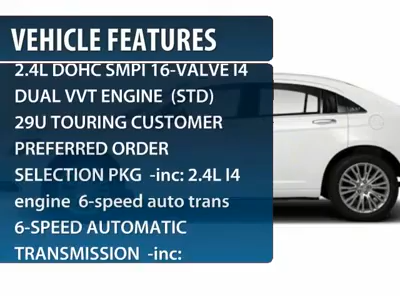 VEHICLE FEATURES
2.4L DOHC SMPI 16-VALVE I4
DUAL VVT ENGINE (STD)
29U TOURING CUSTOMER
PREFERRED ORDER
SELECTION PKG -inc: 2.4L I4
engine 6-speed auto trans
6-SPEED AUTOMATIC
TRANSMISSION -inc: